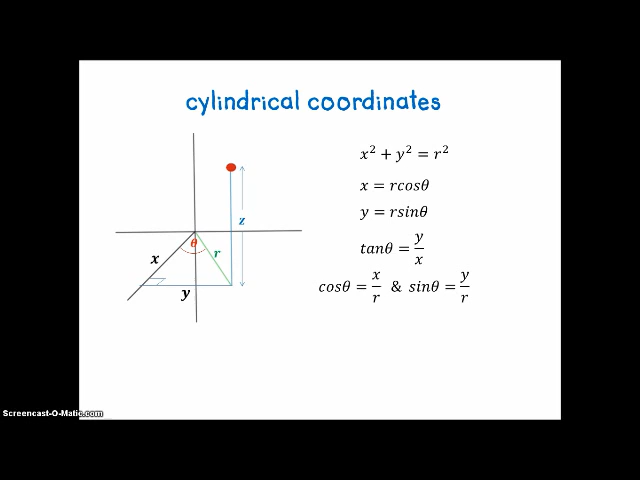 cylindrical coordinates
x² + y² = r²
x = rcosθ
y = rsinθ
tanθ = y/x
cosθ = x/r & sinθ = y/r
θ
r
x
y
z
Screencast-O-Matic.com